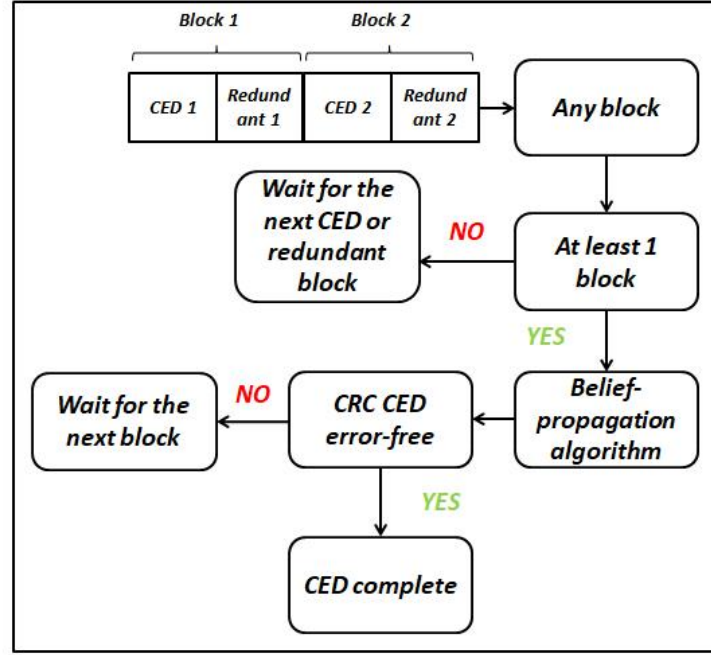 Block 1
Block 2
CED 1
Redund
ant 1
CED 2
Redund
ant 2
Any block
Wait for the
next CED or
redundant
block
NO
At least 1
block
YES
Wait for the
next block
NO
CRC CED
error-free
Belief-
propagation
algorithm
YES
CED complete